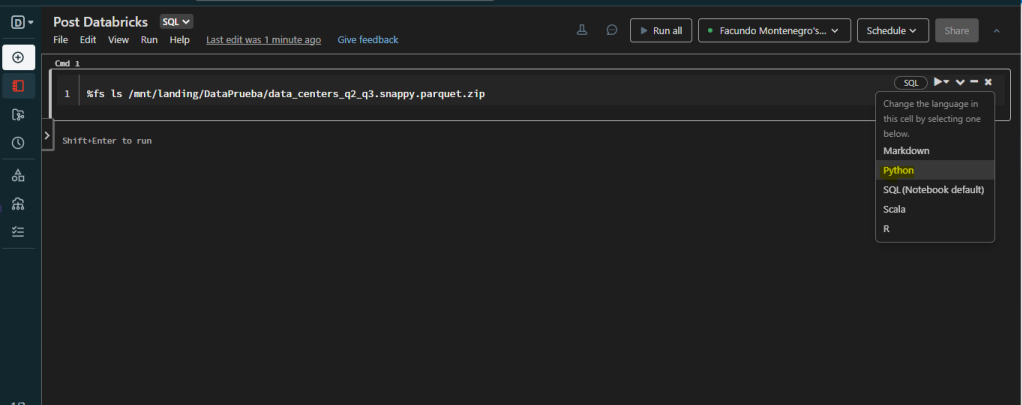 Post Databricks SQL
File Edit View Run Help Last edit was 1 minute ago Give feedback
Run all Facundo Montenegro's... Schedule Share
Cmd 1
1 %fs ls /mnt/landing/DataPrueba/data_centers_q2_q3.snappy.parquet.zip
SQL
Shift+Enter to run
Change the language in
this cell by selecting one
below.
Markdown
Python
SQL(Notebook default)
Scala
R